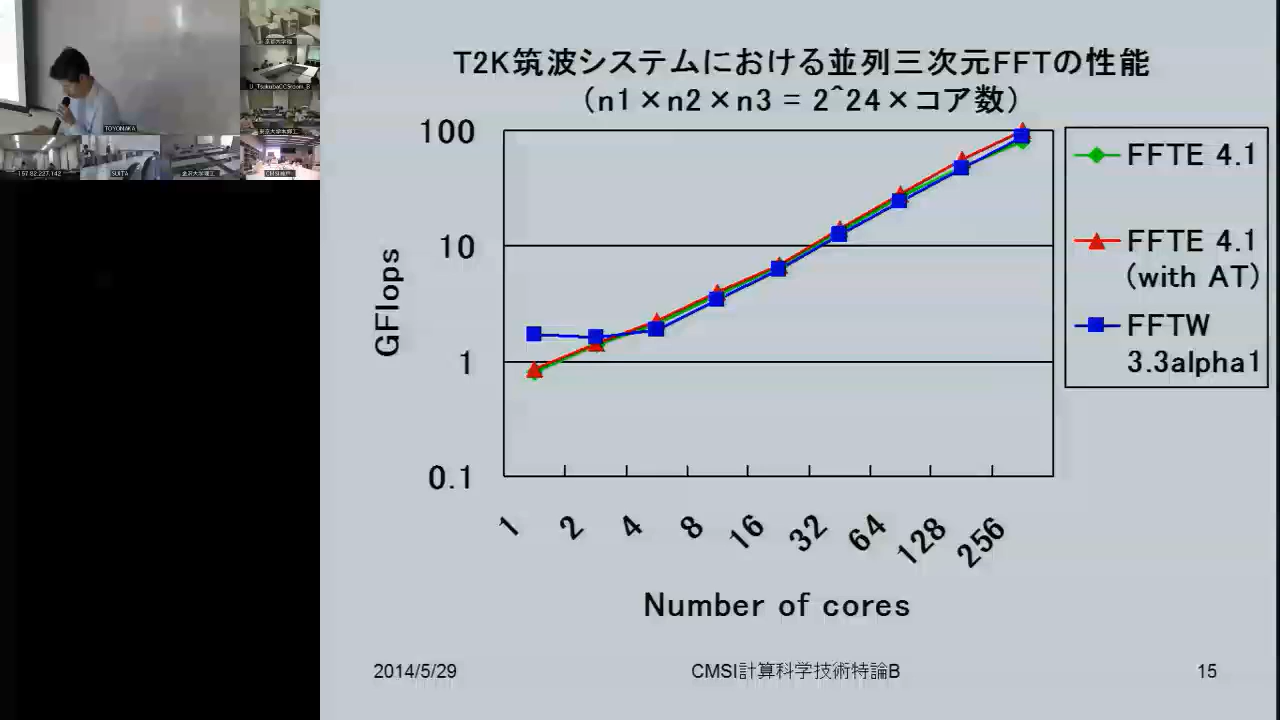 T2K筑波システムにおける並列三次元FFTの性能
(n1×n2×n3 = 2^24×コア数)
100
10
1
0.1
GFlops
1
2
4
8
16
32
64
128
256
Number of cores
FFTE 4.1
FFTE 4.1
(with AT)
FFTW
3.3alpha1
2014/5/29
CMSI計算科学技術特論B
15
TOYONAKA
157.82.227.142
SUITA